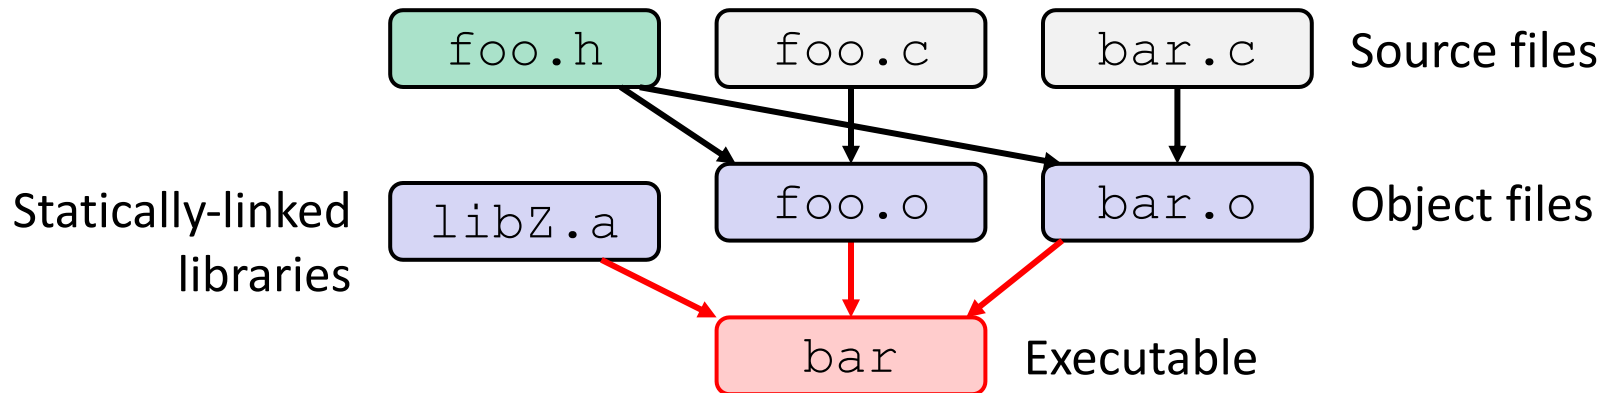 foo.h
foo.c
bar.c
Source files
Statically-linked
libraries
libZ.a
foo.o
bar.o
Object files
bar
Executable